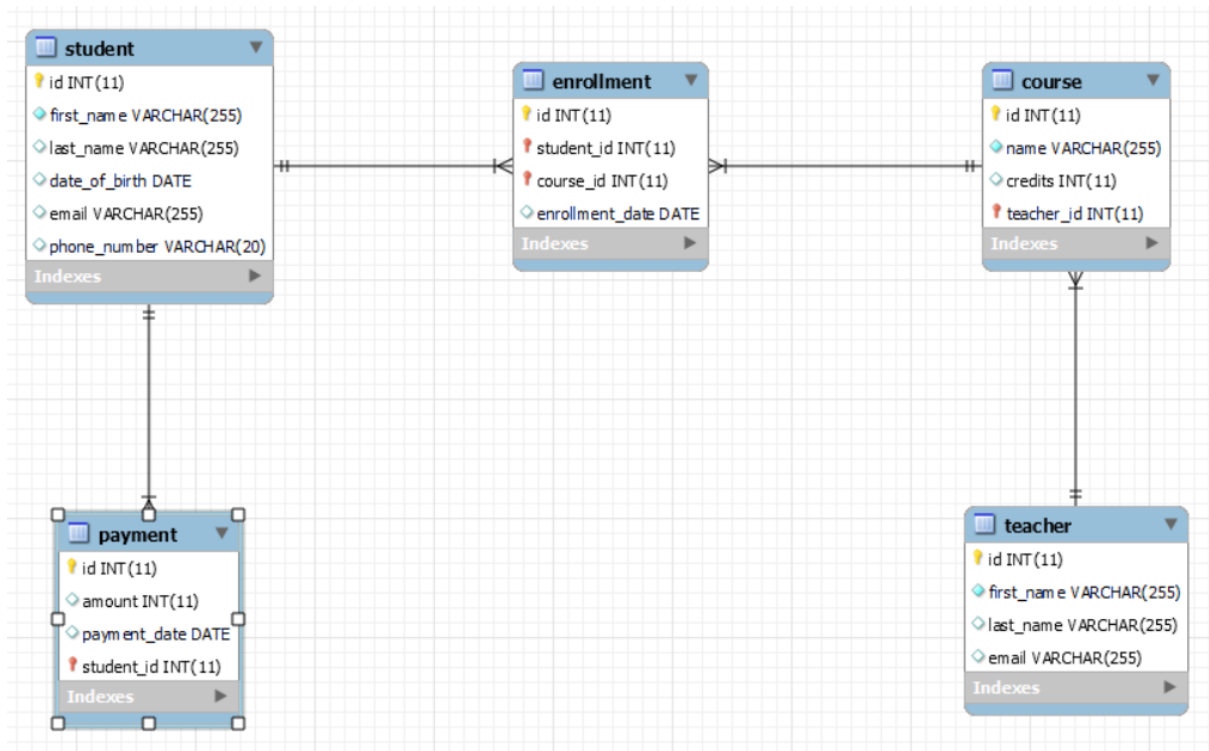 student
id INT(11)
first_name VARCHAR(255)
last_name VARCHAR(255)
date_of_birth DATE
email VARCHAR(255)
phone_number VARCHAR(20)
Indexes
enrollment
id INT(11)
student_id INT(11)
course_id INT(11)
enrollment_date DATE
Indexes
course
id INT(11)
name VARCHAR(255)
credits INT(11)
teacher_id INT(11)
Indexes
payment
id INT(11)
amount INT(11)
payment_date DATE
student_id INT(11)
Indexes
teacher
id INT(11)
first_name VARCHAR(255)
last_name VARCHAR(255)
email VARCHAR(255)
Indexes